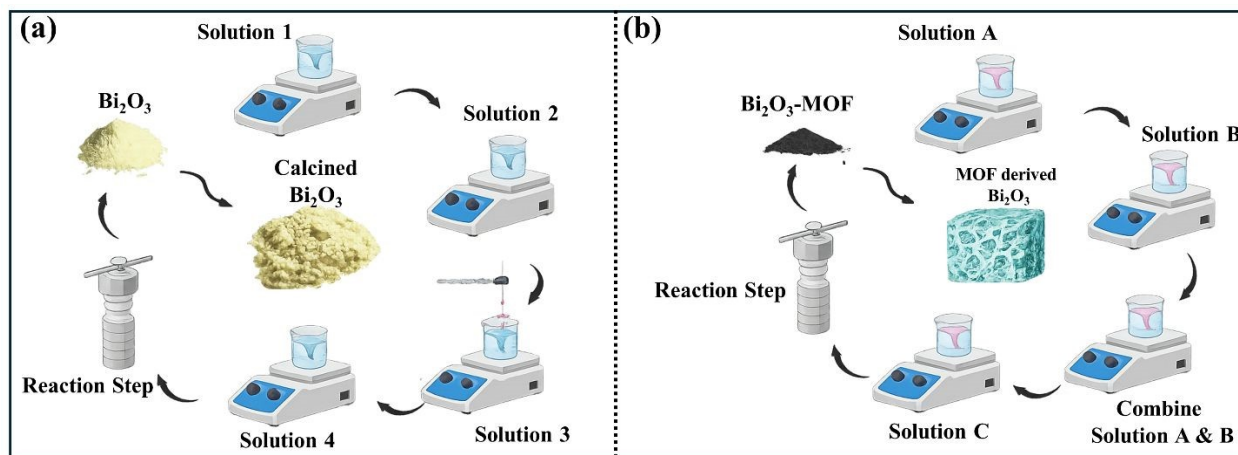 (a)
Solution 1
Bi₂O₃
Solution 2
Calcined
Bi₂O₃
Reaction Step
Solution 4
Solution 3
(b)
Solution A
Bi₂O₃-MOF
Solution B
MOF derived
Bi₂O₃
Reaction Step
Solution C
Combine
Solution A & B